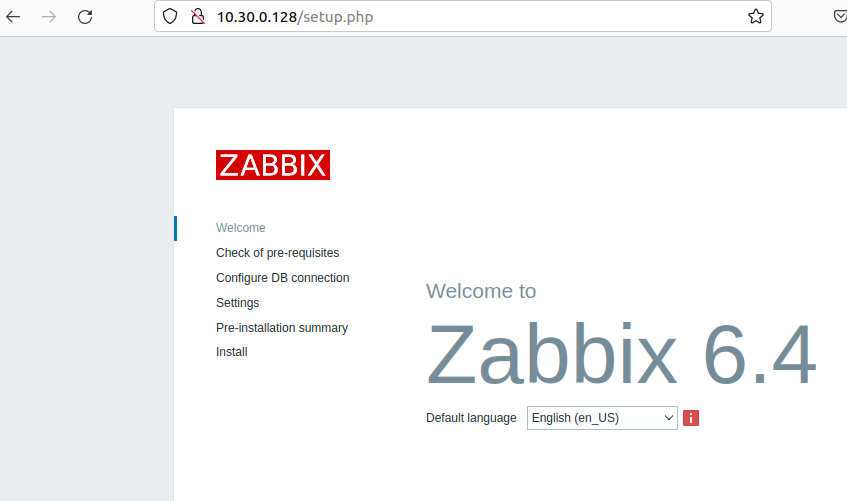 10.30.0.128/setup.php
ZABBIX
Welcome
Check of pre-requisites
Configure DB connection
Settings
Pre-installation summary
Install
Welcome to
Zabbix 6.4
Default language English (en_US) i